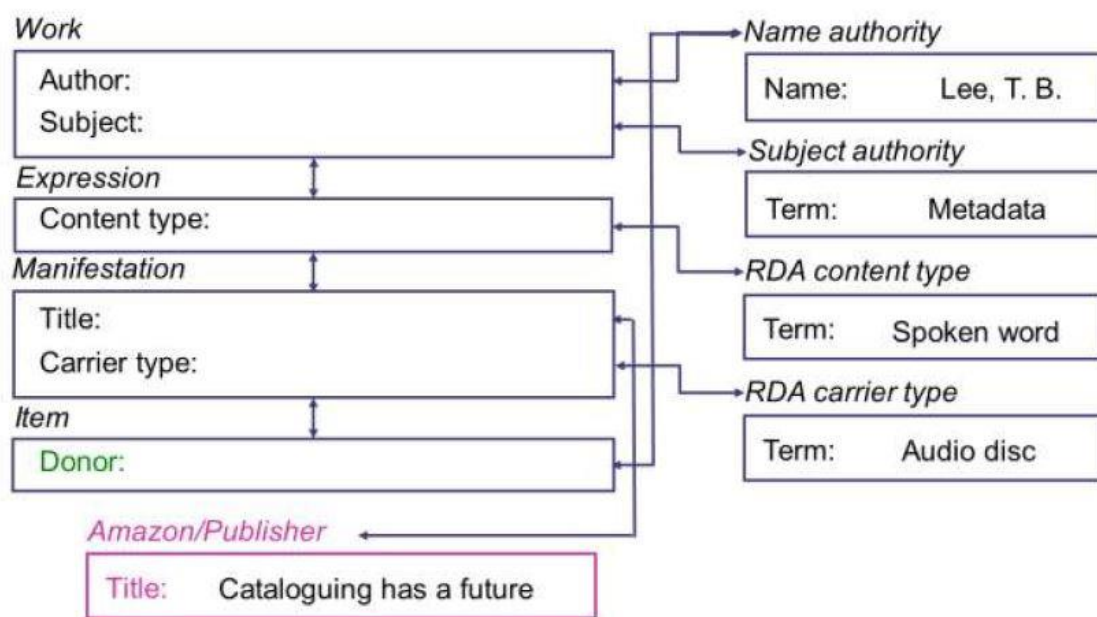 Work
Author:
Subject:
Expression
Content type:
Manifestation
Title:
Carrier type:
Item
Donor:
Amazon/Publisher
Title: Cataloguing has a future
Name authority
Name: Lee, T. B.
Subject authority
Term: Metadata
RDA content type
Term: Spoken word
RDA carrier type
Term: Audio disc